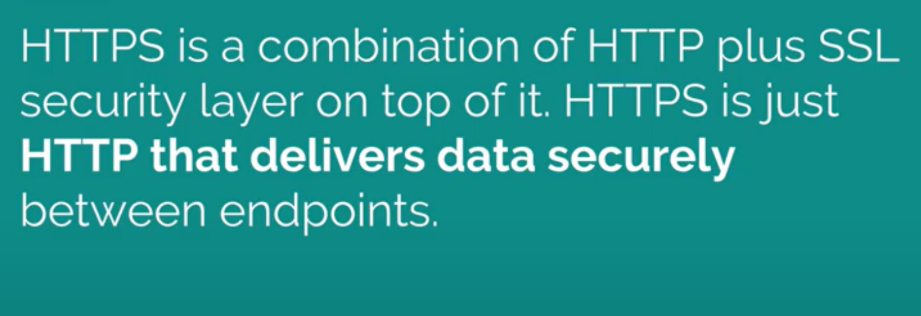 HTTPS is a combination of HTTP plus SSL
security layer on top of it. HTTPS is just
HTTP that delivers data securely
between endpoints.